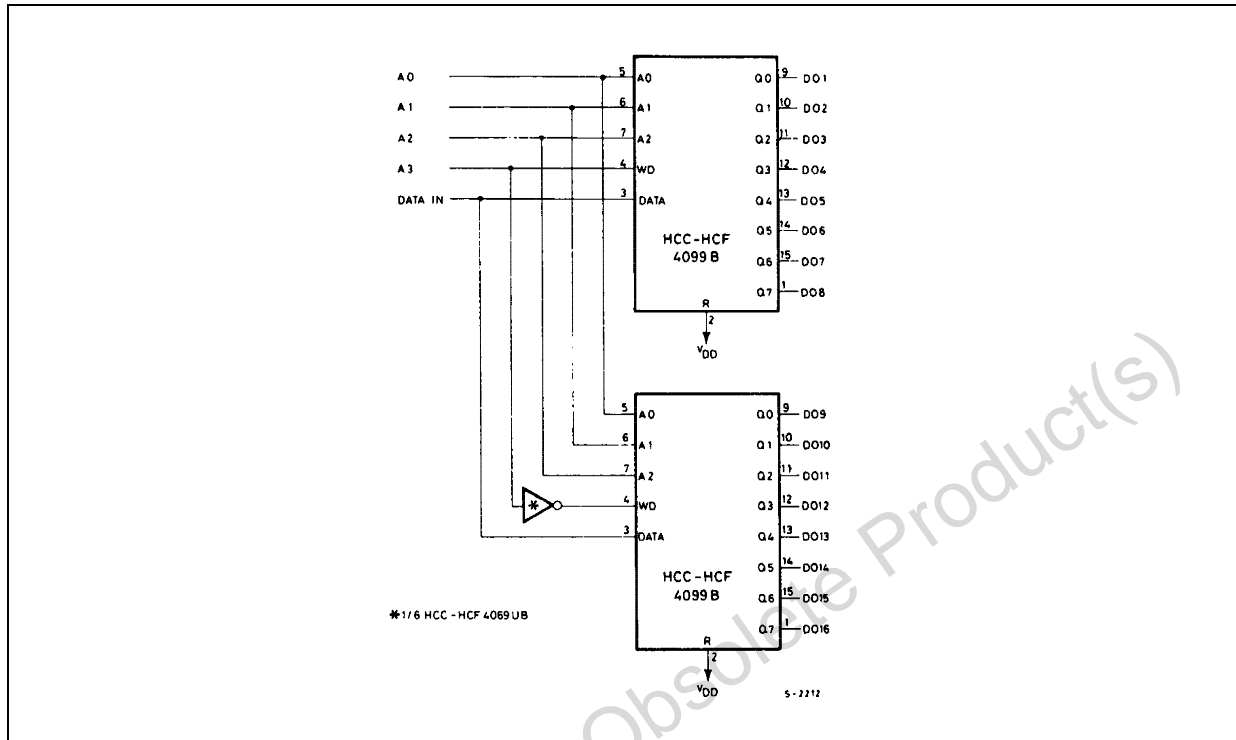 A0
A1
A2
A3
DATA IN
5 A0
6 A1
7 A2
4 WD
3 DATA
HCC-HCF
4099B
Q0 9 DO1
Q1 10 DO2
Q2 11 DO3
Q3 12 DO4
Q4 13 DO5
Q5 14 DO6
Q6 15 DO7
Q7 1 DO8
R
2
VDD
5 A0
6 A1
7 A2
4 WD
3 DATA
HCC-HCF
4099B
Q0 9 DO9
Q1 10 DO10
Q2 11 DO11
Q3 12 DO12
Q4 13 DO13
Q5 14 DO14
Q6 15 DO15
Q7 1 DO16
R
2
VDD
*
*1/6 HCC-HCF 4069UB
S-2212
Obsolete Product(s)